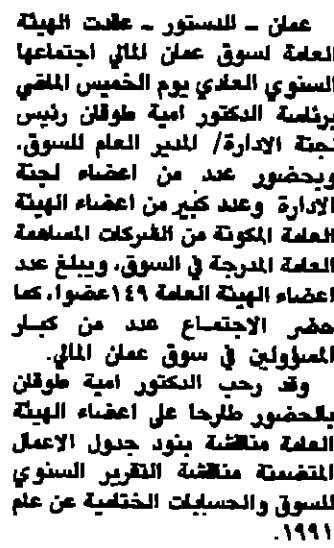 عمان ـ الدستور ـ عقدت الهيئة
العامة لسوق عمان المالي اجتماعها
السنوي العادي يوم الخميس الماضي
برئاسة الدكتور امية طوقان رئيس
لجنة الادارة/ المدير العام للسوق.
وبحضور عدد من اعضاء لجنة
الادارة وعدد كبير من اعضاء الهيئة
العامة المكونة من الشركات المساهمة
العامة المدرجة في السوق. ويبلغ عدد
اعضاء الهيئة العامة ١٤٩ عضوا. كما
حضر الاجتماع عدد من كبار
المسؤولين في سوق عمان المالي.
وقد رحب الدكتور امية طوقان
بالحضور طارحا على اعضاء الهيئة
العامة مناقشة بنود جدول الاعمال
المتضمنة مناقشة التقرير السنوي
للسوق والحسابات الختامية عن عام
١٩٩١.